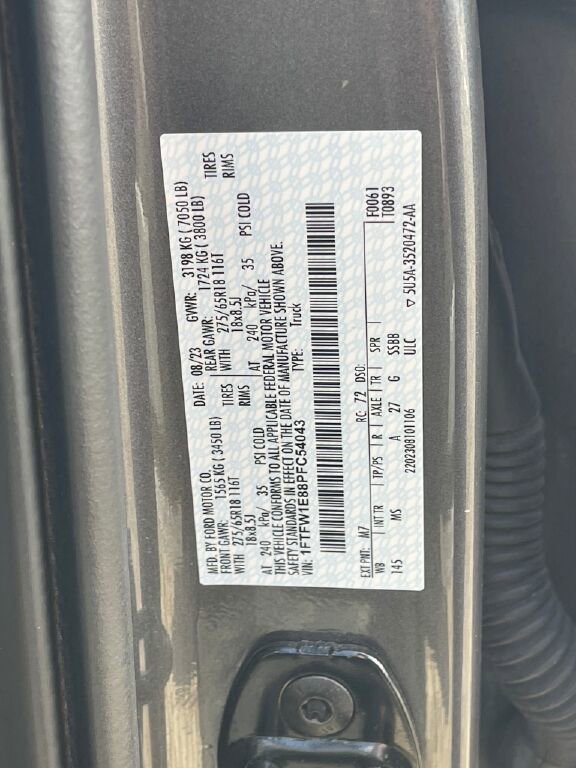 MFD. BY FORD MOTOR CO.
DATE: 08/23 GVWR: 3198 KG ( 7050 LB)
FRONT GAWR: 1565 KG ( 3450 LB) REAR GAWR: 1724 KG ( 3800 LB)
WITH 275/65R18 116T TIRES WITH 275/65R18 116T TIRES
18x8.5J RIMS 18x8.5J RIMS
AT 240 kPa/ 35 PSI COLD AT 240 kPa/ 35 PSI COLD
THIS VEHICLE CONFORMS TO ALL APPLICABLE FEDERAL MOTOR VEHICLE
SAFETY STANDARDS IN EFFECT ON THE DATE OF MANUFACTURE SHOWN ABOVE.
VIN: 1FTFW1E88PFC54043 TYPE: Truck
F0061
T0893
EXT PNT: M7 RC: 72 DSO:
WB INT TR TP/PS R AXLE TR SPR
145 MS A 27 G SSBB
2202308101106 ULC ▽ 5U5A-3520472-AA